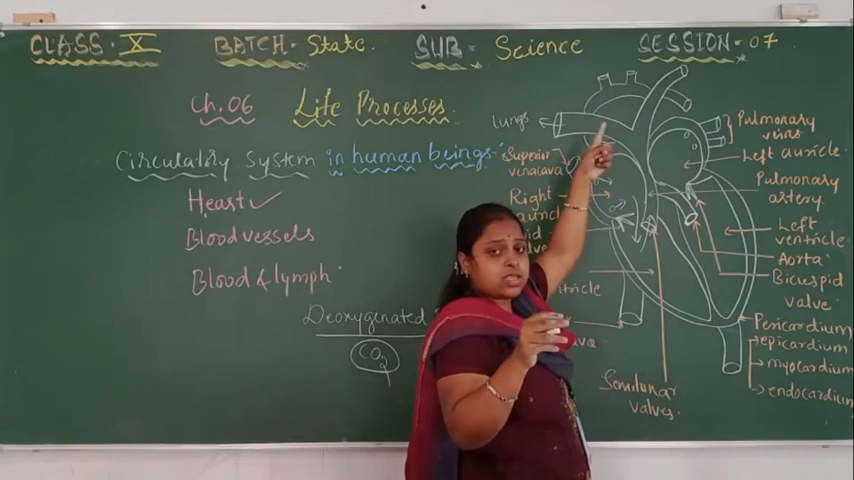 CLASS - X BATCH - State. SUB - Science SESSION - 07
Ch. 06 Life Processes
Circulatory System in human beings -
Heart ✓
Blood vessels
Blood & lymph
Deoxygenated
CO2
Lungs
Superior
venacava
Right
Pulmonary
veins
Left auricle
Pulmonary
artery
Left
ventricle
Aorta
Bicuspid
valve
Pericardium
epicardium
myocardium
endocardium
Semilunar
valves